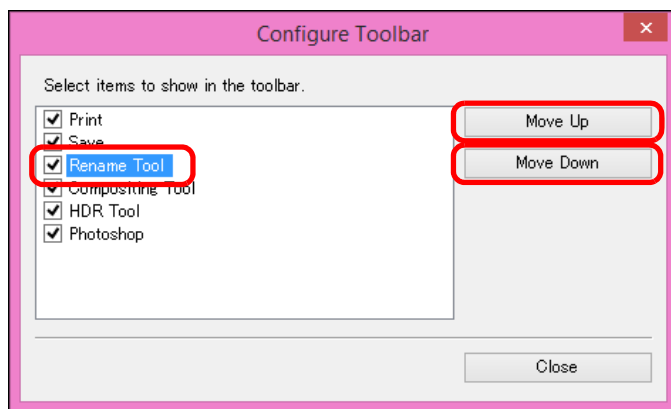 Configure Toolbar
Select items to show in the toolbar.
Print
Save
Rename Tool
Compositing Tool
HDR Tool
Photoshop
Move Up
Move Down
Close